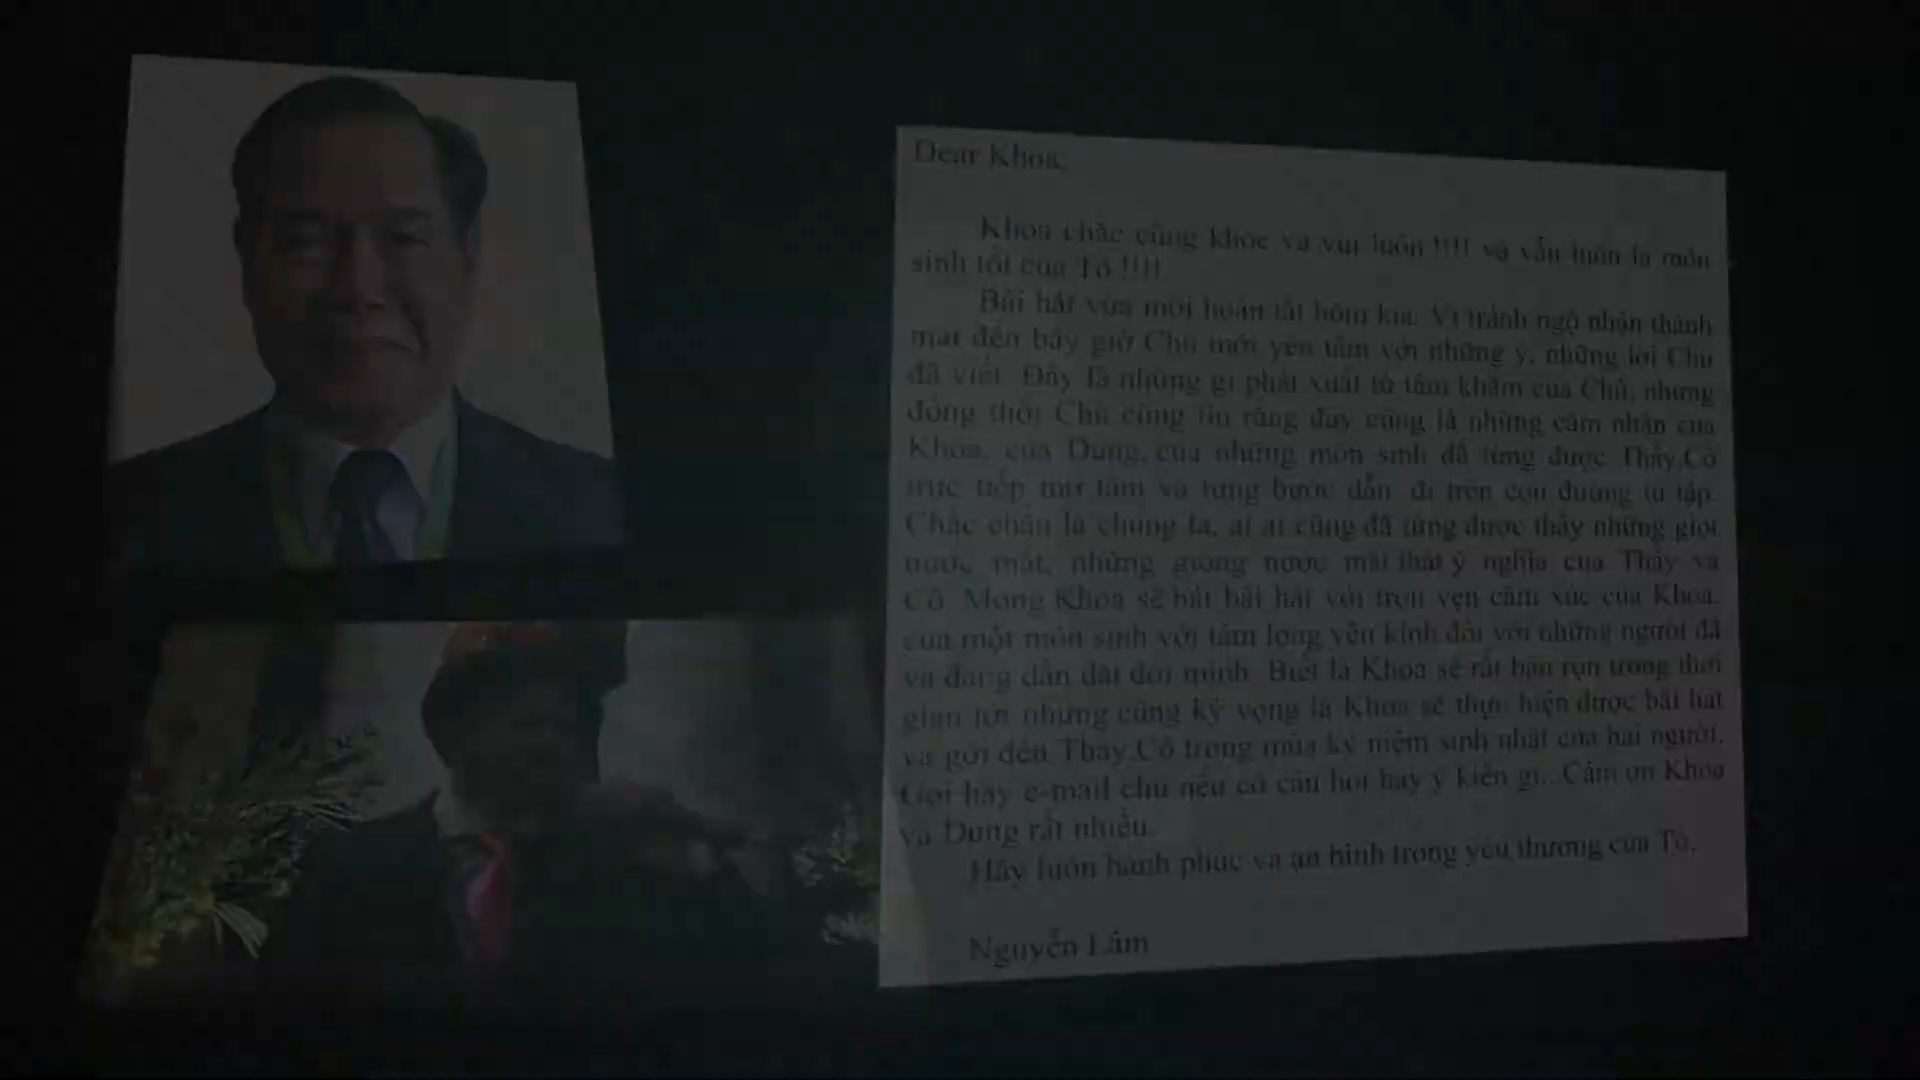 Dear Khoa,
Khoa chắc cũng khỏe và vui luôn !!!! và vẫn luôn là môn
sinh tốt của Tổ !!!!
Bài hát vừa mới hoàn tất hôm kia. Vì tránh ngộ nhận thành
mãi đến bây giờ Chú mới yên tâm với những ý, những lời Chú
đã viết. Đây là những gì phát xuất từ tâm khảm của Chú, nhưng
đồng thời Chú cũng tin rằng đây cũng là những cảm nhận của
Khoa, của Dung, của những môn sinh đã từng được Thầy,Cô
trực tiếp mở tâm và từng bước dẫn đi trên con đường tu tập.
Chắc chắn là chúng ta, ai ai cũng đã từng được thấy những giọt
nước mắt, những giòng nước mắt thật ý nghĩa của Thầy và
Cô. Mong Khoa sẽ hát bài hát với trọn vẹn cảm xúc của Khoa,
của một môn sinh với tấm lòng yêu kính đối với những người đã
và đang dẫn dắt đời mình. Biết là Khoa sẽ rất bận rộn trong thời
gian tới nhưng cũng kỳ vọng là Khoa sẽ thực hiện được bài hát
và gởi đến Thầy,Cô trong mùa kỷ niệm sinh nhật của hai người.
Gọi hay e-mail chú nếu có câu hỏi hay ý kiến gì. Cám ơn Khoa
và Dung rất nhiều.
Hãy luôn hạnh phúc và an bình trong yêu thương của Tổ,
Nguyễn Lâm